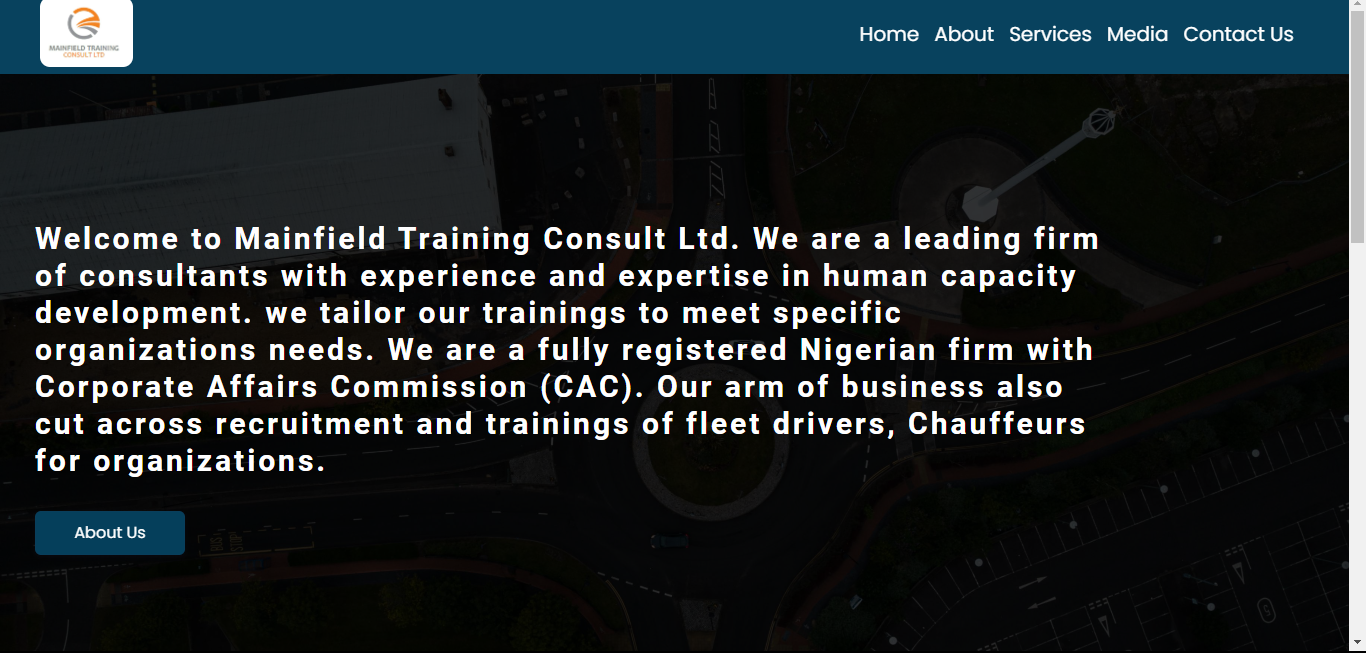 MAINFIELD TRAINING
CONSULT LTD
Home About Services Media Contact Us
Welcome to Mainfield Training Consult Ltd. We are a leading firm
of consultants with experience and expertise in human capacity
development. we tailor our trainings to meet specific
organizations needs. We are a fully registered Nigerian firm with
Corporate Affairs Commission (CAC). Our arm of business also
cut across recruitment and trainings of fleet drivers, Chauffeurs
for organizations.
About Us